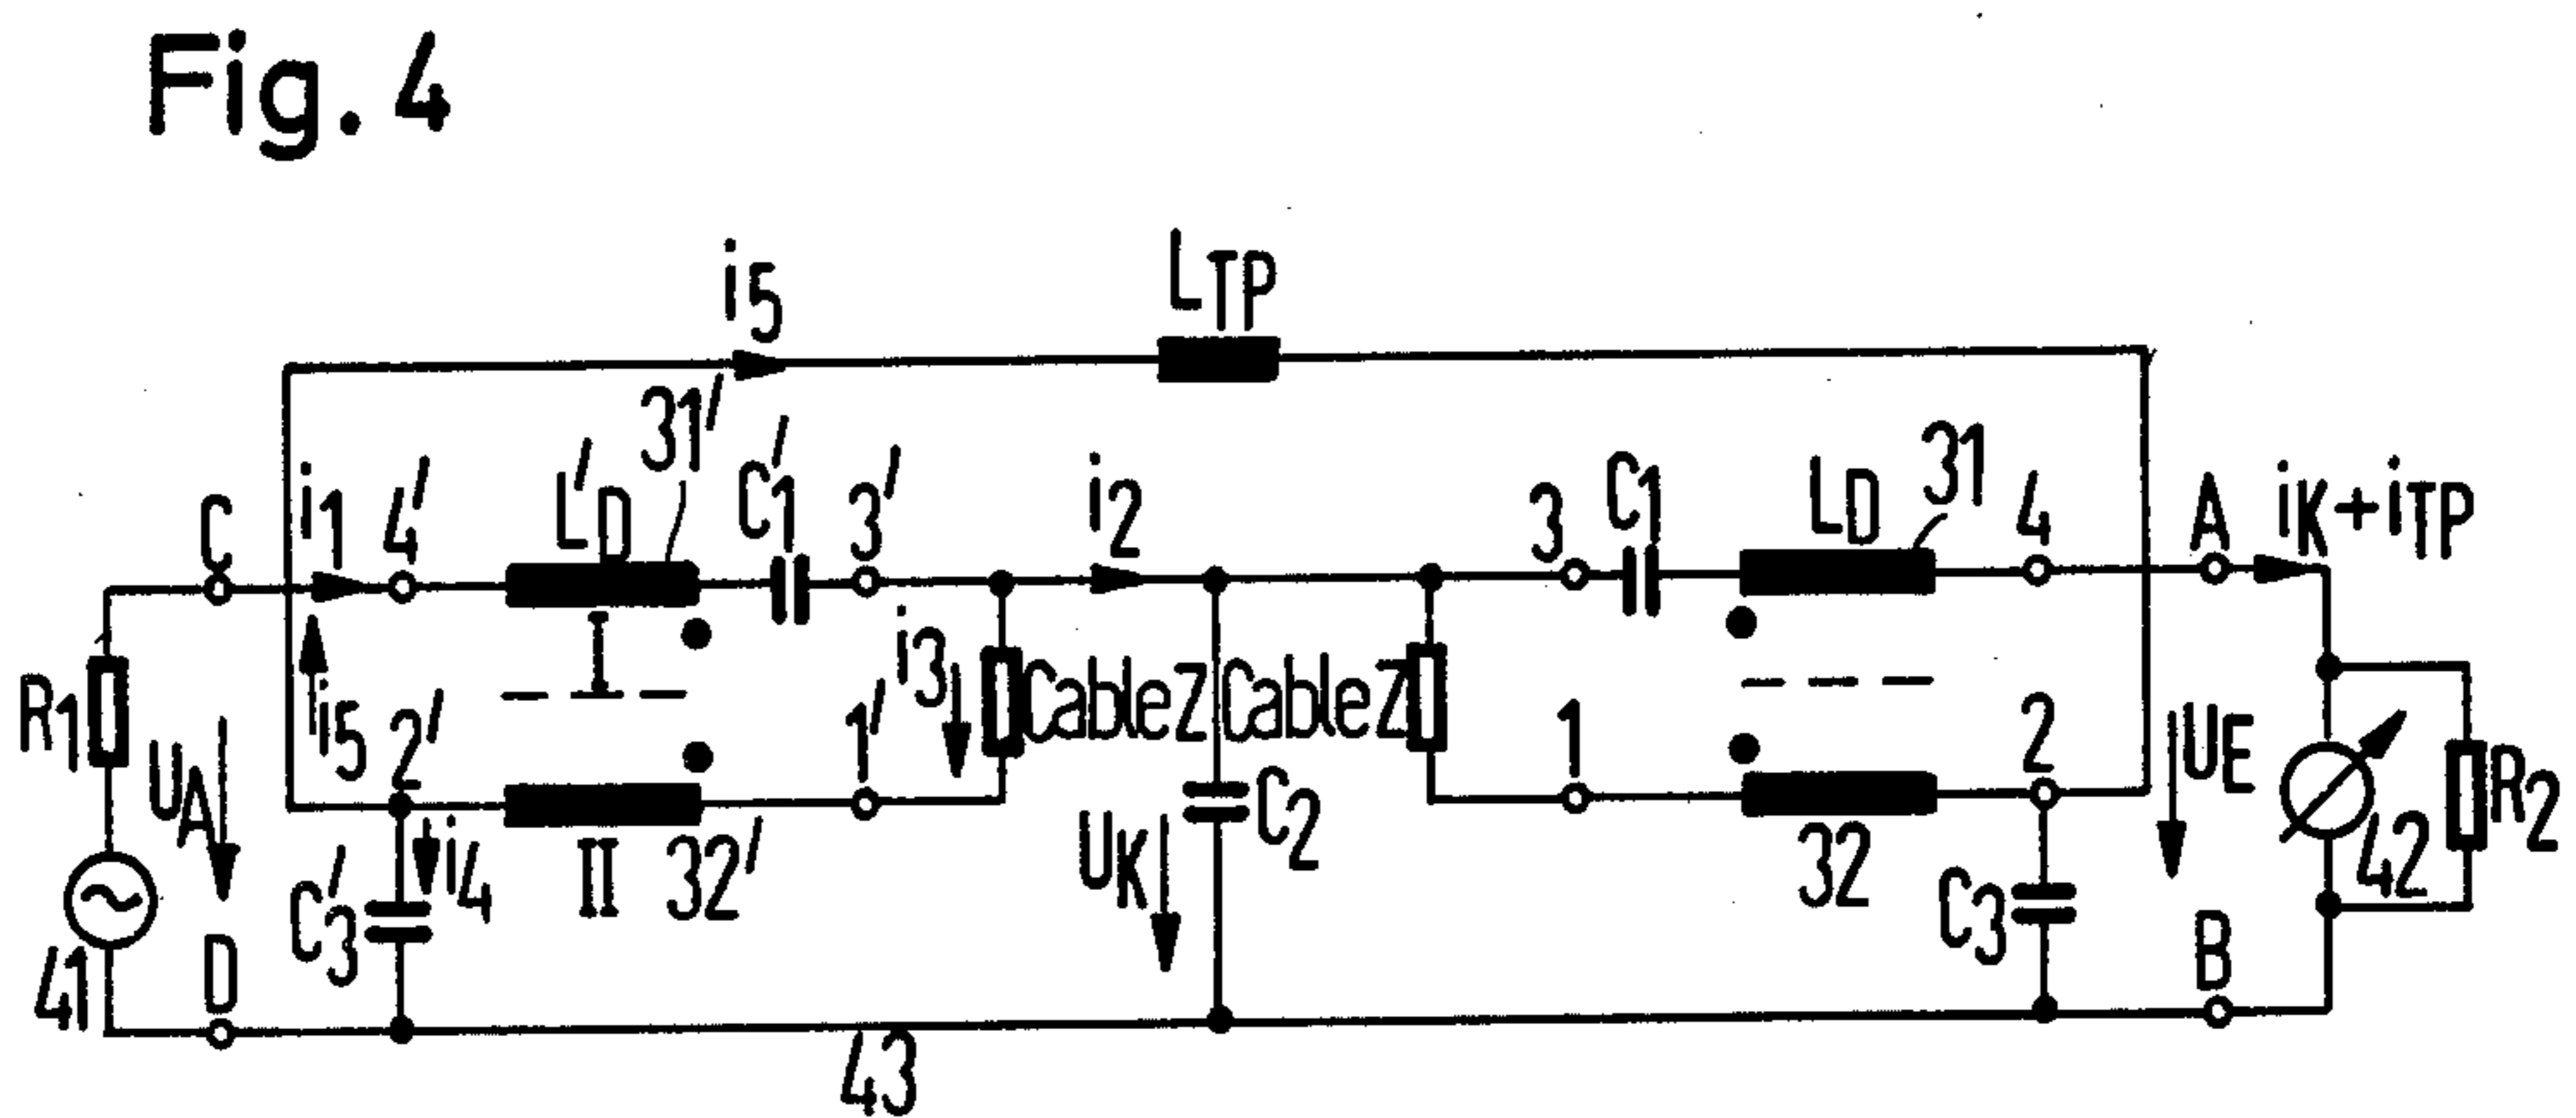 Fig. 4
i5 LTP
31' 31
C i1 4' L'D C'1 3' i2 3 C1 LD 4 A iK+iTP
I
R1 UA i5 2' 1' i3 CableZ CableZ 1 2 UE R2
41 D C'3 i4 II 32' UK C2 32 C3 B 42
43